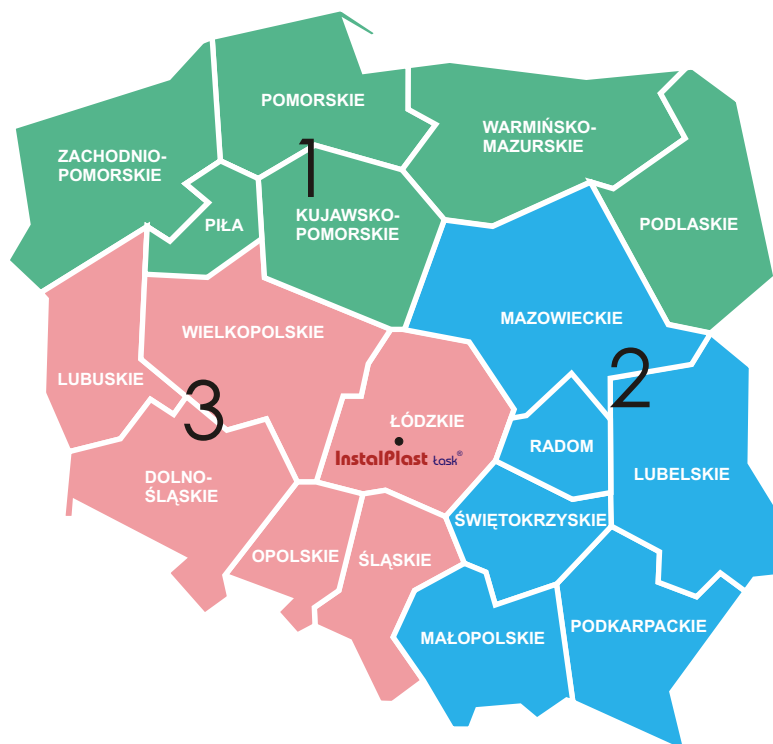 POMORSKIE
1
WARMIŃSKO-
MAZURSKIE
ZACHODNIO-
POMORSKIE
PIŁA
KUJAWSKO-
POMORSKIE
PODLASKIE
MAZOWIECKIE
WIELKOPOLSKIE
LUBUSKIE
2
3
ŁÓDZKIE
InstalPlast Łask®
RADOM
LUBELSKIE
DOLNO-
ŚLĄSKIE
ŚWIĘTOKRZYSKIE
OPOLSKIE
ŚLĄSKIE
MAŁOPOLSKIE
PODKARPACKIE